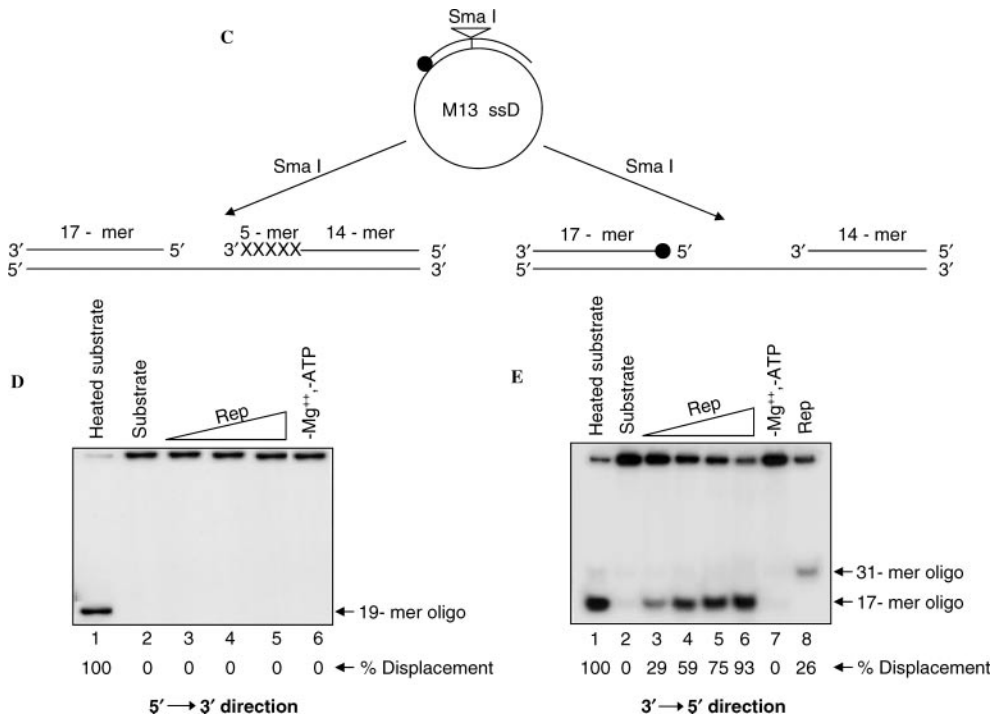 Sma I
C
M13 ssD
Sma I
Sma I
17 - mer
5 - mer
14 - mer
3′
5′
3′XXXXX
5′
5′
3′
17 - mer
14 - mer
3′
5′
3′
5′
5′
3′
D
Heated substrate
Substrate
Rep
-Mg++,-ATP
19- mer oligo
1 2 3 4 5 6
100 0 0 0 0 0 % Displacement
5′ → 3′ direction
E
Heated substrate
Substrate
Rep
-Mg++,-ATP
Rep
31- mer oligo
17- mer oligo
1 2 3 4 5 6 7 8
100 0 29 59 75 93 0 26 % Displacement
3′ → 5′ direction